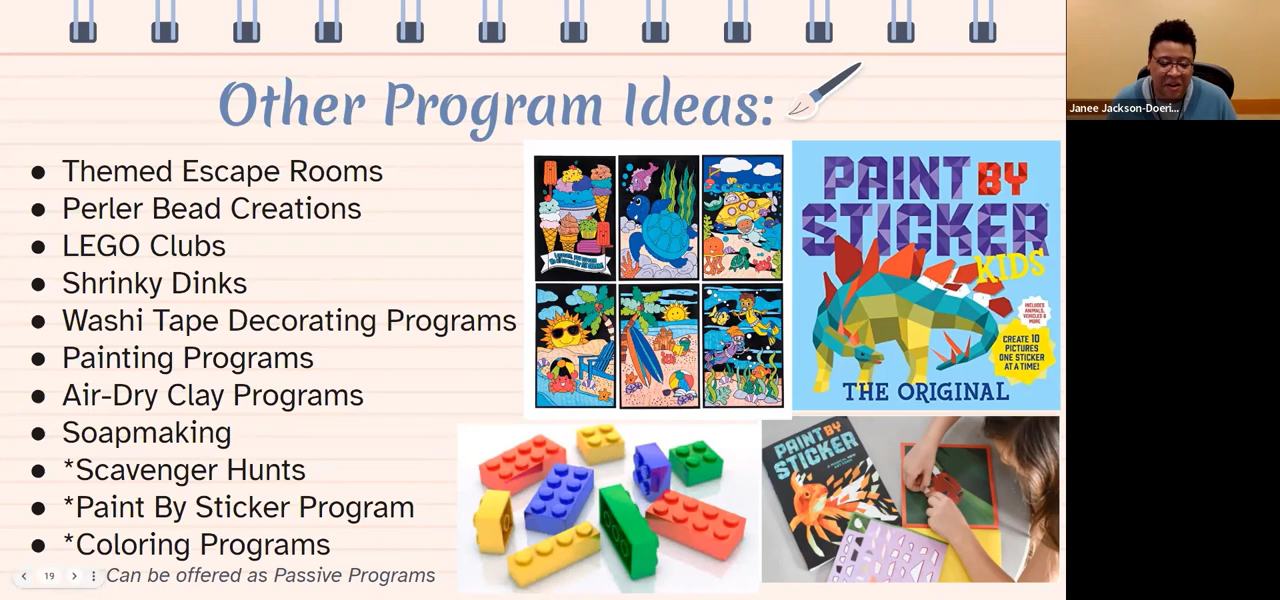 Other Program Ideas:
● Themed Escape Rooms
● Perler Bead Creations
● LEGO Clubs
● Shrinky Dinks
● Washi Tape Decorating Programs
● Painting Programs
● Air-Dry Clay Programs
● Soapmaking
● *Scavenger Hunts
● *Paint By Sticker Program
● *Coloring Programs
Can be offered as Passive Programs
19
PAINT BY
STICKER
KIDS
INCLUDES
ANIMALS,
VEHICLES &
MORE
CREATE 10
PICTURES
ONE STICKER
AT A TIME!
THE ORIGINAL
PAINT BY
STICKER
Janee Jackson-Doeri...